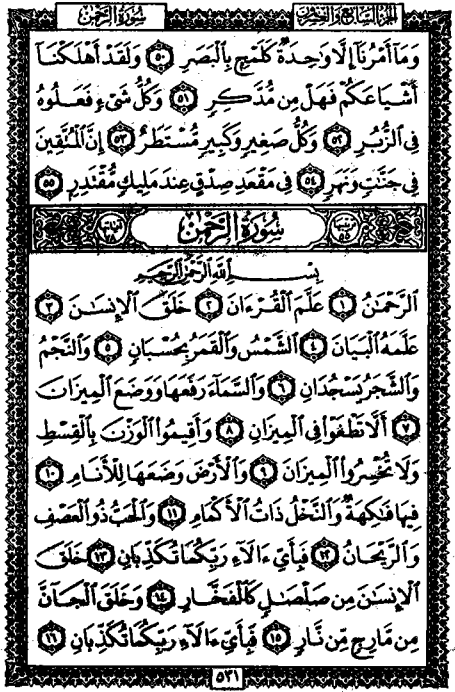 الجزء السابع والعشرون
سورة الرحمن
وَمَآ أَمْرُنَآ إِلَّا وَٰحِدَةٌ كَلَمْحٍۭ بِٱلْبَصَرِ ٥٠ وَلَقَدْ أَهْلَكْنَآ
أَشْيَاعَكُمْ فَهَلْ مِن مُّدَّكِرٍ ٥١ وَكُلُّ شَىْءٍ فَعَلُوهُ
فِى ٱلزُّبُرِ ٥٢ وَكُلُّ صَغِيرٍ وَكَبِيرٍ مُّسْتَطَرٌ ٥٣ إِنَّ ٱلْمُتَّقِينَ
فِى جَنَّٰتٍ وَنَهَرٍ ٥٤ فِى مَقْعَدِ صِدْقٍ عِندَ مَلِيكٍ مُّقْتَدِرٍۭ ٥٥
سُورَةُ الرَّحْمٰن
بِسْمِ ٱللَّهِ ٱلرَّحْمَٰنِ ٱلرَّحِيمِ
ٱلرَّحْمَٰنُ ١ عَلَّمَ ٱلْقُرْءَانَ ٢ خَلَقَ ٱلْإِنسَٰنَ ٣
عَلَّمَهُ ٱلْبَيَانَ ٤ ٱلشَّمْسُ وَٱلْقَمَرُ بِحُسْبَانٍ ٥ وَٱلنَّجْمُ
وَٱلشَّجَرُ يَسْجُدَانِ ٦ وَٱلسَّمَآءَ رَفَعَهَا وَوَضَعَ ٱلْمِيزَانَ
٧ أَلَّا تَطْغَوْا۟ فِى ٱلْمِيزَانِ ٨ وَأَقِيمُوا۟ ٱلْوَزْنَ بِٱلْقِسْطِ
وَلَا تُخْسِرُوا۟ ٱلْمِيزَانَ ٩ وَٱلْأَرْضَ وَضَعَهَا لِلْأَنَامِ ١٠
فِيهَا فَٰكِهَةٌ وَٱلنَّخْلُ ذَاتُ ٱلْأَكْمَامِ ١١ وَٱلْحَبُّ ذُو ٱلْعَصْفِ
وَٱلرَّيْحَانُ ١٢ فَبِأَىِّ ءَالَآءِ رَبِّكُمَا تُكَذِّبَانِ ١٣ خَلَقَ
ٱلْإِنسَٰنَ مِن صَلْصَٰلٍ كَٱلْفَخَّارِ ١٤ وَخَلَقَ ٱلْجَآنَّ
مِن مَّارِجٍ مِّن نَّارٍ ١٥ فَبِأَىِّ ءَالَآءِ رَبِّكُمَا تُكَذِّبَانِ ١٦
٥٣١